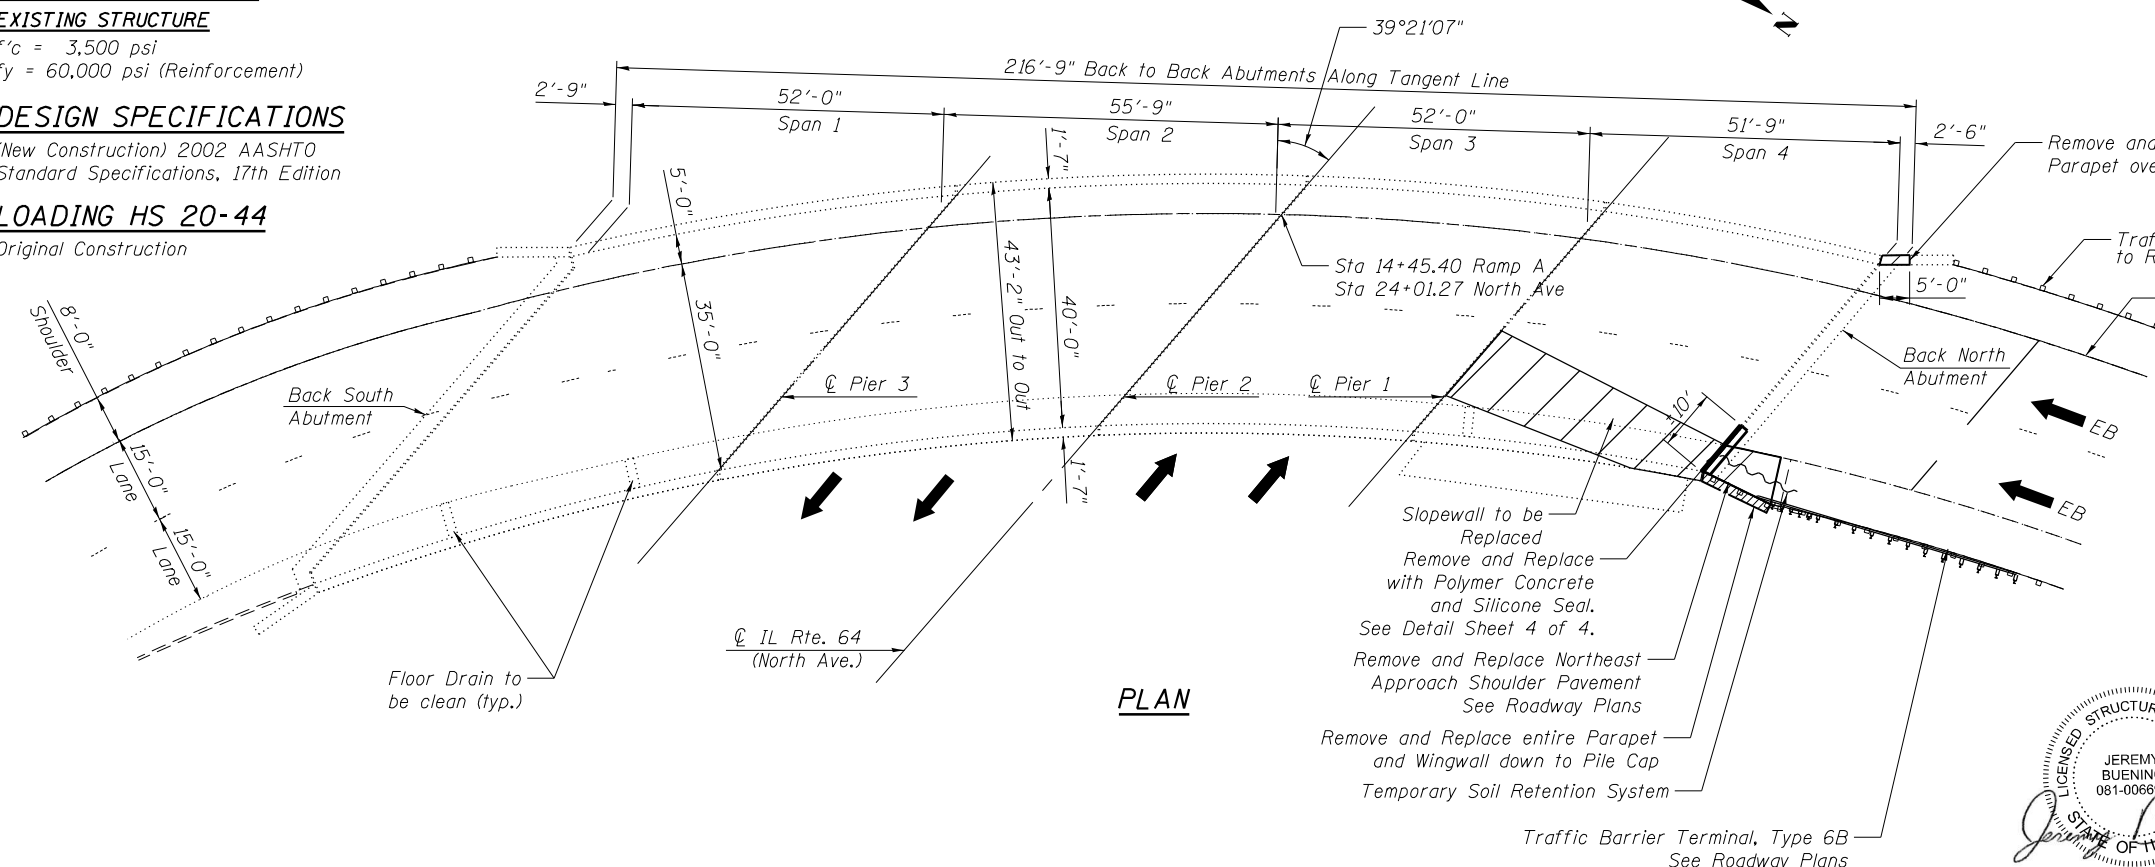 EXISTING STRUCTURE
f'c = 3,500 psi
fy = 60,000 psi (Reinforcement)
DESIGN SPECIFICATIONS
(New Construction) 2002 AASHTO
Standard Specifications, 17th Edition
LOADING HS 20-44
Original Construction
N
39°21'07"
216'-9" Back to Back Abutments Along Tangent Line
2'-9"
52'-0"
Span 1
55'-9"
Span 2
52'-0"
Span 3
51'-9"
Span 4
2'-6"
1'-7"
5'-0"
35'-0"
43'-2" Out to Out
40'-0"
1'-7"
Remove and
Parapet
Sta 14+45.40 Ramp A
Sta 24+01.27 North Ave
5'-0"
8'-0"
Shoulder
15'-0"
Lane
15'-0"
Lane
Back South
Abutment
℄ Pier 3
℄ Pier 2
℄ Pier 1
Back North
Abutment
10'
EB
EB
Slopewall to be
Replaced
Remove and Replace
with Polymer Concrete
and Silicone Seal.
See Detail Sheet 4 of 4.
Remove and Replace Northeast
Approach Shoulder Pavement
See Roadway Plans
Remove and Replace entire Parapet
and Wingwall down to Pile Cap
Temporary Soil Retention System
Traffic Barrier Terminal, Type 6B
See Roadway Plans
℄ IL Rte. 64
(North Ave.)
Floor Drain to
be clean (typ.)
PLAN
LICENSED
JEREMY
STATE OF